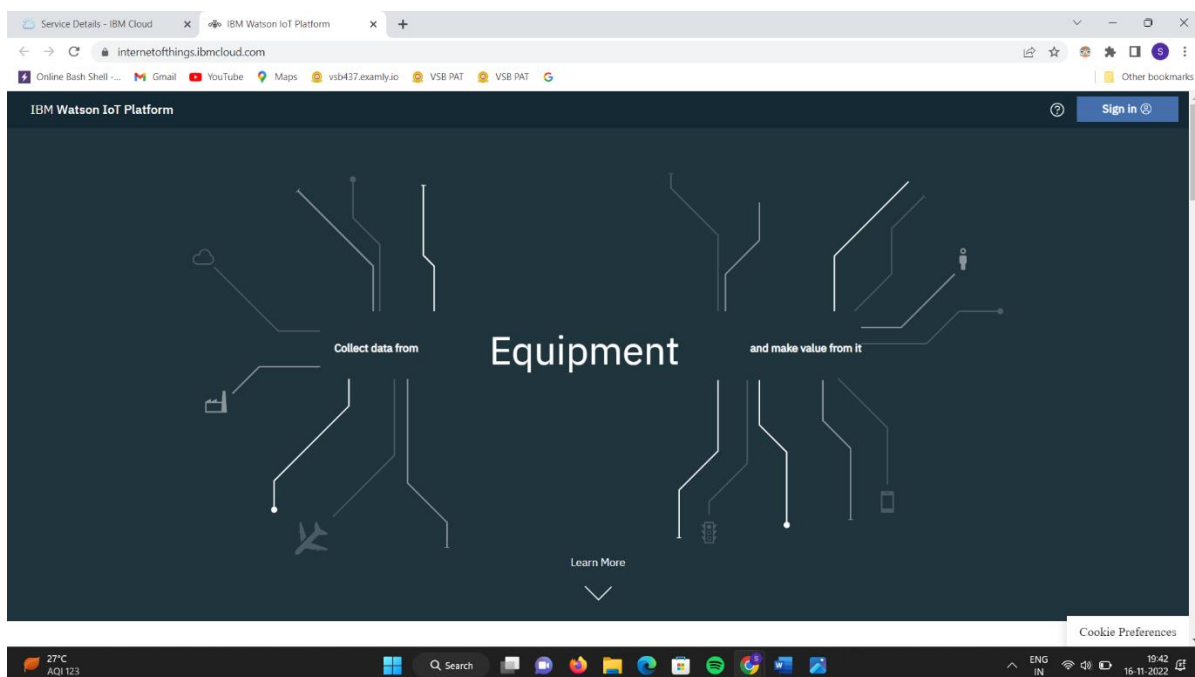 Service Details - IBM Cloud
IBM Watson IoT Platform
internetofthings.ibmcloud.com
S
Online Bash Shell -... Gmail YouTube Maps vsb437.examly.io VSB PAT VSB PAT
Other bookmarks
IBM Watson IoT Platform
Sign in
Collect data from
Equipment
and make value from it
Learn More
Cookie Preferences
27°C
AQI 123
Search
ENG
IN
19:42
16-11-2022